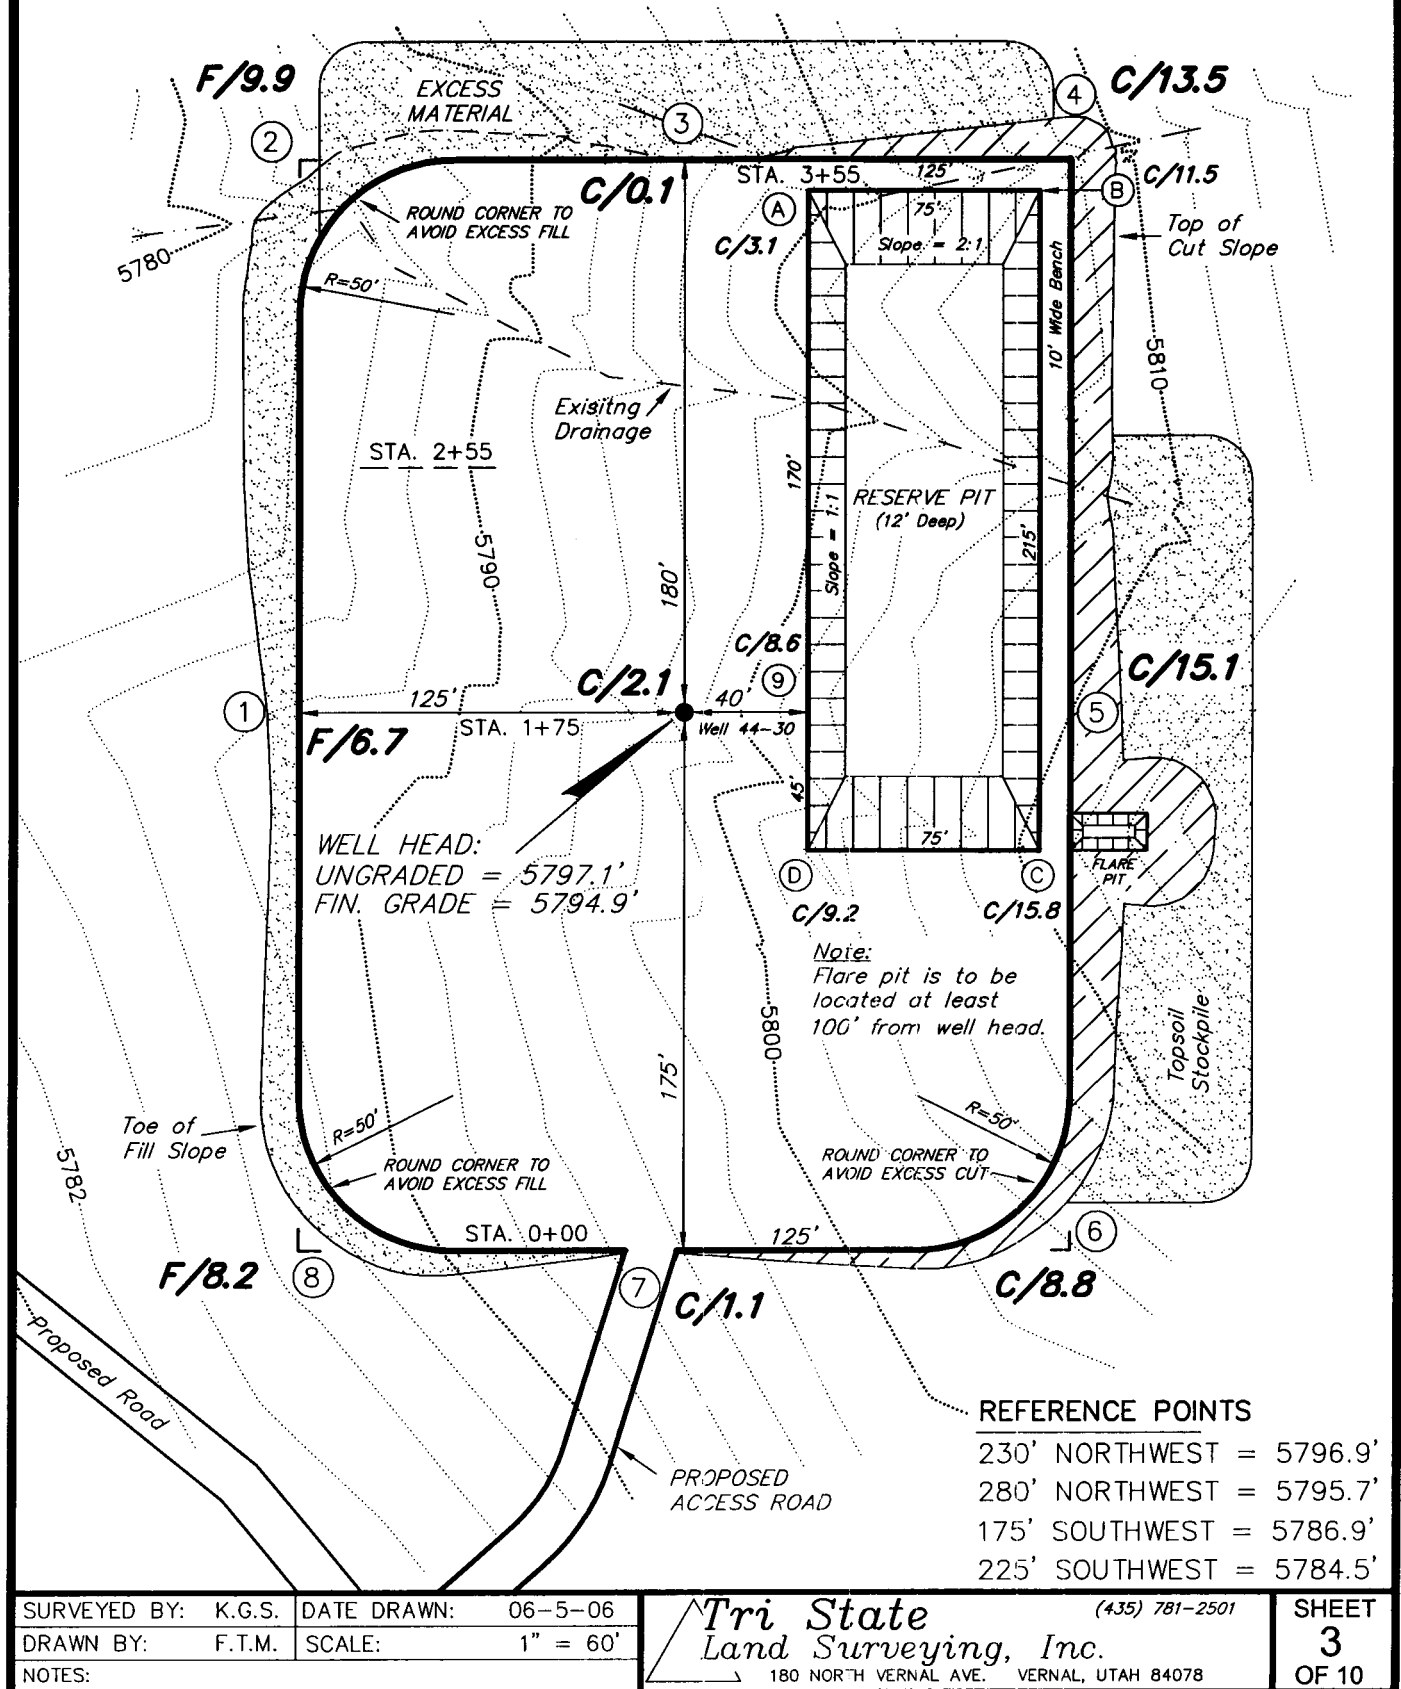 F/9.9
EXCESS
MATERIAL
C/13.5
4
3
2
C/0.1
STA. 3+55
125'
C/11.5
B
A
75'
ROUND CORNER TO
AVOID EXCESS FILL
C/3.1
Slope = 2:1
Top of
Cut Slope
5780
R=50'
10' Wide Bench
5810
Exisitng
Drainage
STA. 2+55
170'
RESERVE PIT
(12' Deep)
215'
Slope = 1:1
5790
180'
C/8.6
C/15.1
C/2.1
9
125'
40'
1
5
F/6.7
STA. 1+75
Well 44-30
45'
WELL HEAD:
UNGRADED = 5797.1'
FIN. GRADE = 5794.9'
75'
FLARE
PIT
D
C
C/9.2
C/15.8
Note:
Flare pit is to be
located at least
100' from well head.
5800
Topsoil
Stockpile
175'
Toe of
Fill Slope
R=50'
R=50'
5782
ROUND CORNER TO
AVOID EXCESS FILL
ROUND CORNER TO
AVOID EXCESS CUT
STA. 0+00
125'
6
F/8.2
8
7
C/1.1
C/8.8
Proposed Road
PROPOSED
ACCESS ROAD
REFERENCE POINTS
230' NORTHWEST = 5796.9'
280' NORTHWEST = 5795.7'
175' SOUTHWEST = 5786.9'
225' SOUTHWEST = 5784.5'
SURVEYED BY: K.G.S. DATE DRAWN: 06-5-06
DRAWN BY: F.T.M. SCALE: 1" = 60'
NOTES:
Tri State (435) 781-2501
Land Surveying, Inc.
180 NORTH VERNAL AVE. VERNAL, UTAH 84078
SHEET
3
OF 10